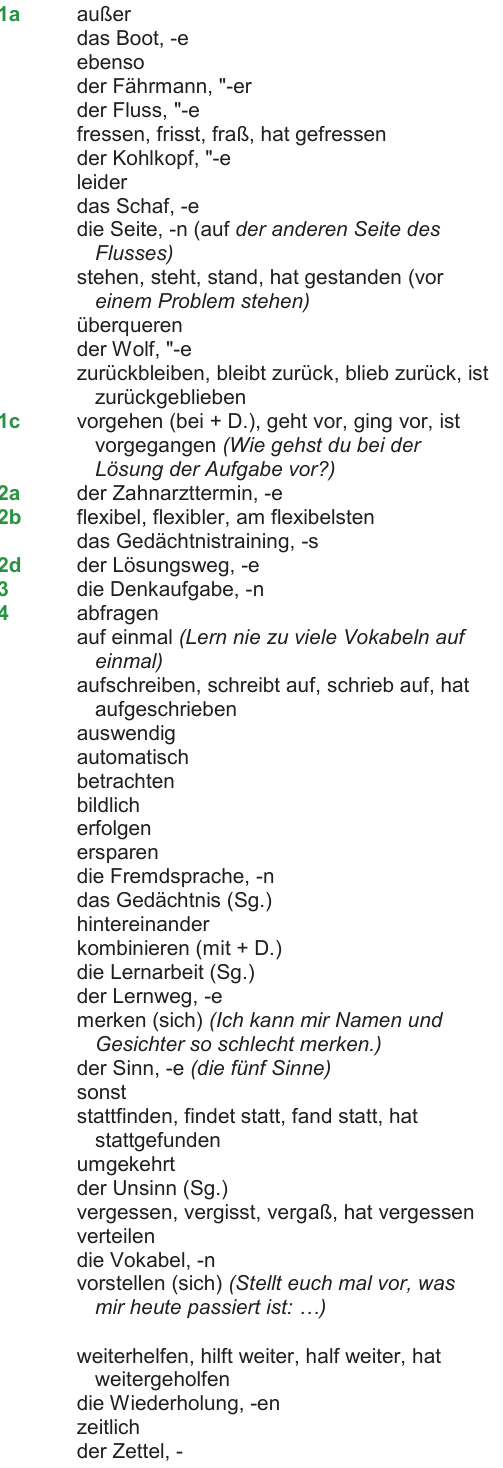 1a außer
das Boot, -e
ebenso
der Fährmann, "-er
der Fluss, "-e
fressen, frisst, fraß, hat gefressen
der Kohlkopf, "-e
leider
das Schaf, -e
die Seite, -n (auf der anderen Seite des
Flusses)
stehen, steht, stand, hat gestanden (vor
einem Problem stehen)
überqueren
der Wolf, "-e
zurückbleiben, bleibt zurück, blieb zurück, ist
zurückgeblieben
1c vorgehen (bei + D.), geht vor, ging vor, ist
vorgegangen (Wie gehst du bei der
Lösung der Aufgabe vor?)
2a der Zahnarzttermin, -e
2b flexibel, flexibler, am flexibelsten
das Gedächtnistraining, -s
2d der Lösungsweg, -e
3 die Denkaufgabe, -n
4 abfragen
auf einmal (Lern nie zu viele Vokabeln auf
einmal)
aufschreiben, schreibt auf, schrieb auf, hat
aufgeschrieben
auswendig
automatisch
betrachten
bildlich
erfolgen
ersparen
die Fremdsprache, -n
das Gedächtnis (Sg.)
hintereinander
kombinieren (mit + D.)
die Lernarbeit (Sg.)
der Lernweg, -e
merken (sich) (Ich kann mir Namen und
Gesichter so schlecht merken.)
der Sinn, -e (die fünf Sinne)
sonst
stattfinden, findet statt, fand statt, hat
stattgefunden
umgekehrt
der Unsinn (Sg.)
vergessen, vergisst, vergaß, hat vergessen
verteilen
die Vokabel, -n
vorstellen (sich) (Stellt euch mal vor, was
mir heute passiert ist: …)
weiterhelfen, hilft weiter, half weiter, hat
weitergeholfen
die Wiederholung, -en
zeitlich
der Zettel, -